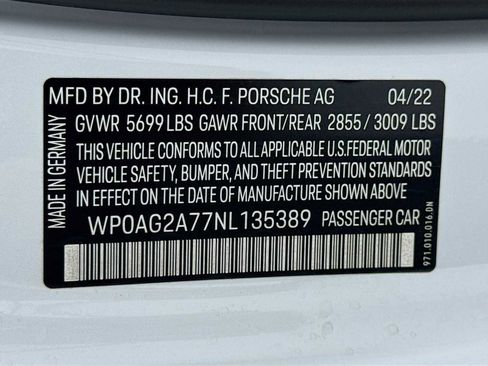 MFD BY DR. ING. H.C. F. PORSCHE AG 04/22
GVWR 5699 LBS GAWR FRONT/REAR 2855 / 3009 LBS
THIS VEHICLE CONFORMS TO ALL APPLICABLE U.S.FEDERAL MOTOR
VEHICLE SAFETY, BUMPER, AND THEFT PREVENTION STANDARDS
IN EFFECT ON THE DATE OF MANUFACTURE SHOWN ABOVE.
WP0AG2A77NL135389 PASSENGER CAR
MADE IN GERMANY
971.010.016.DN